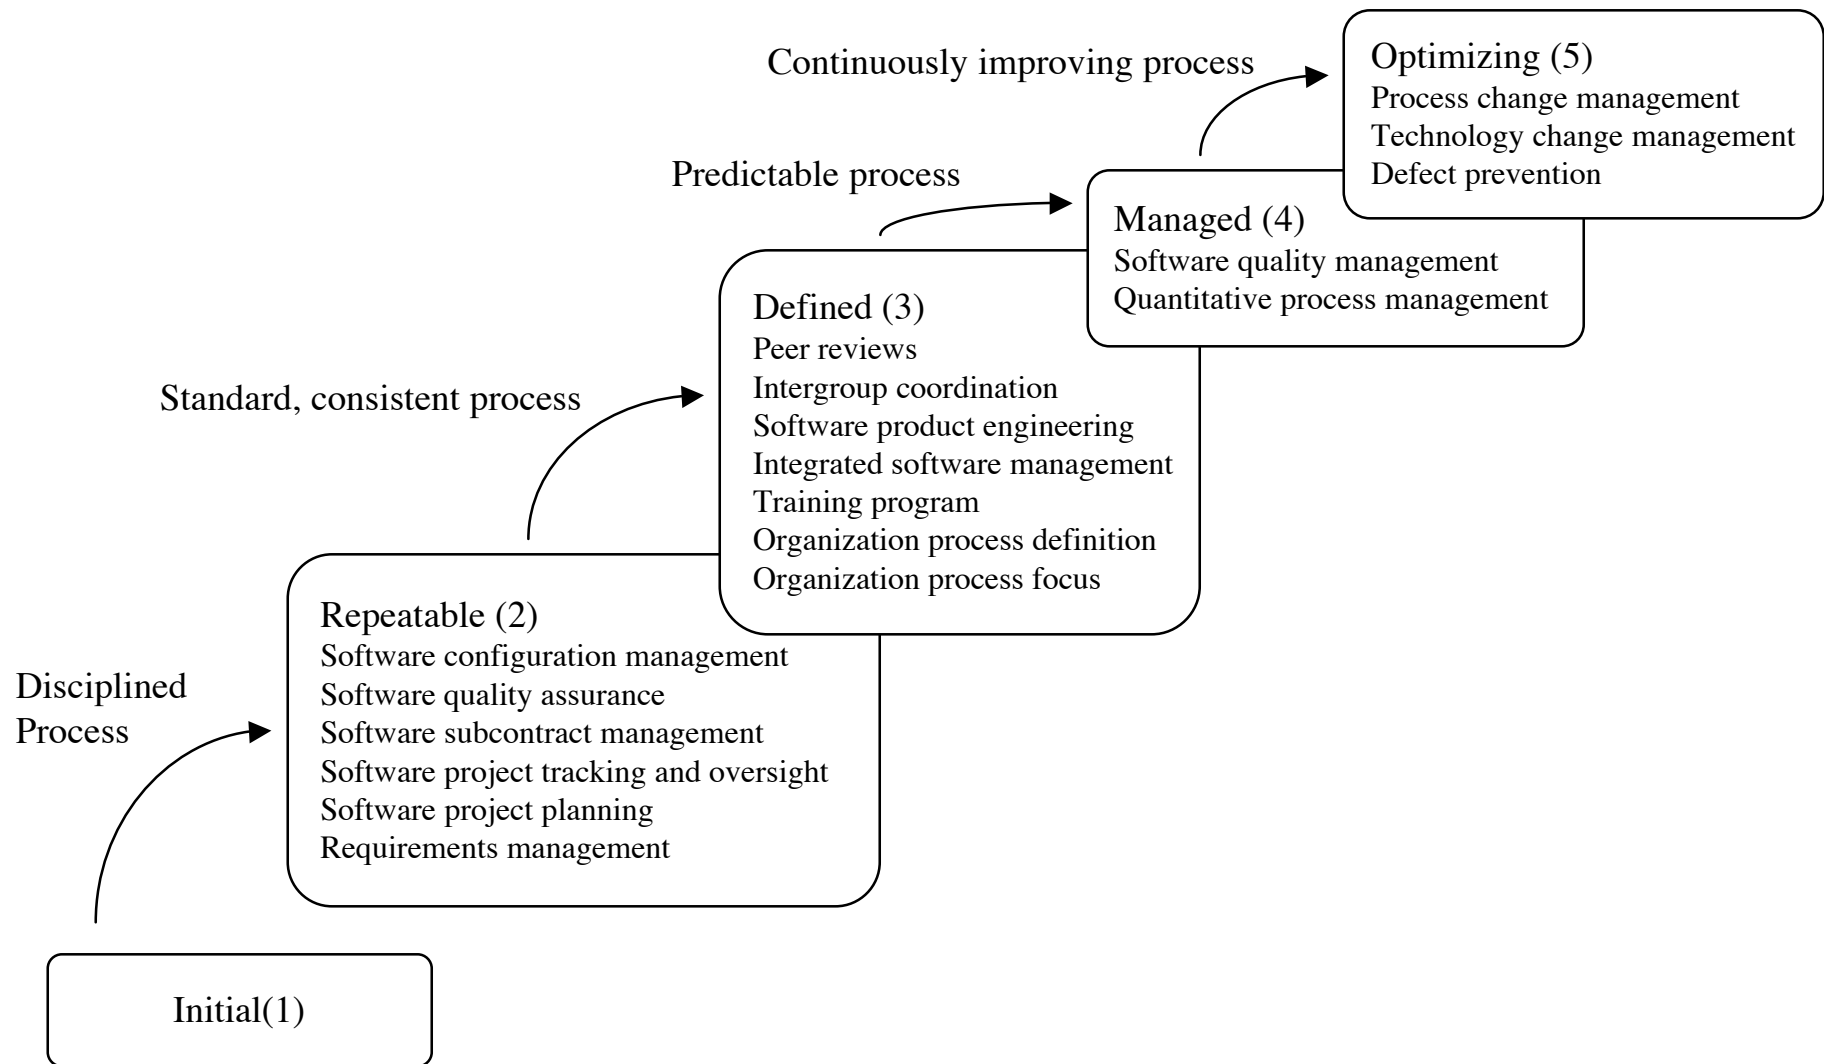 Continuously improving process
Optimizing (5)
Process change management
Technology change management
Defect prevention
Predictable process
Managed (4)
Software quality management
Quantitative process management
Standard, consistent process
Defined (3)
Peer reviews
Intergroup coordination
Software product engineering
Integrated software management
Training program
Organization process definition
Organization process focus
Disciplined
Process
Repeatable (2)
Software configuration management
Software quality assurance
Software subcontract management
Software project tracking and oversight
Software project planning
Requirements management
Initial(1)